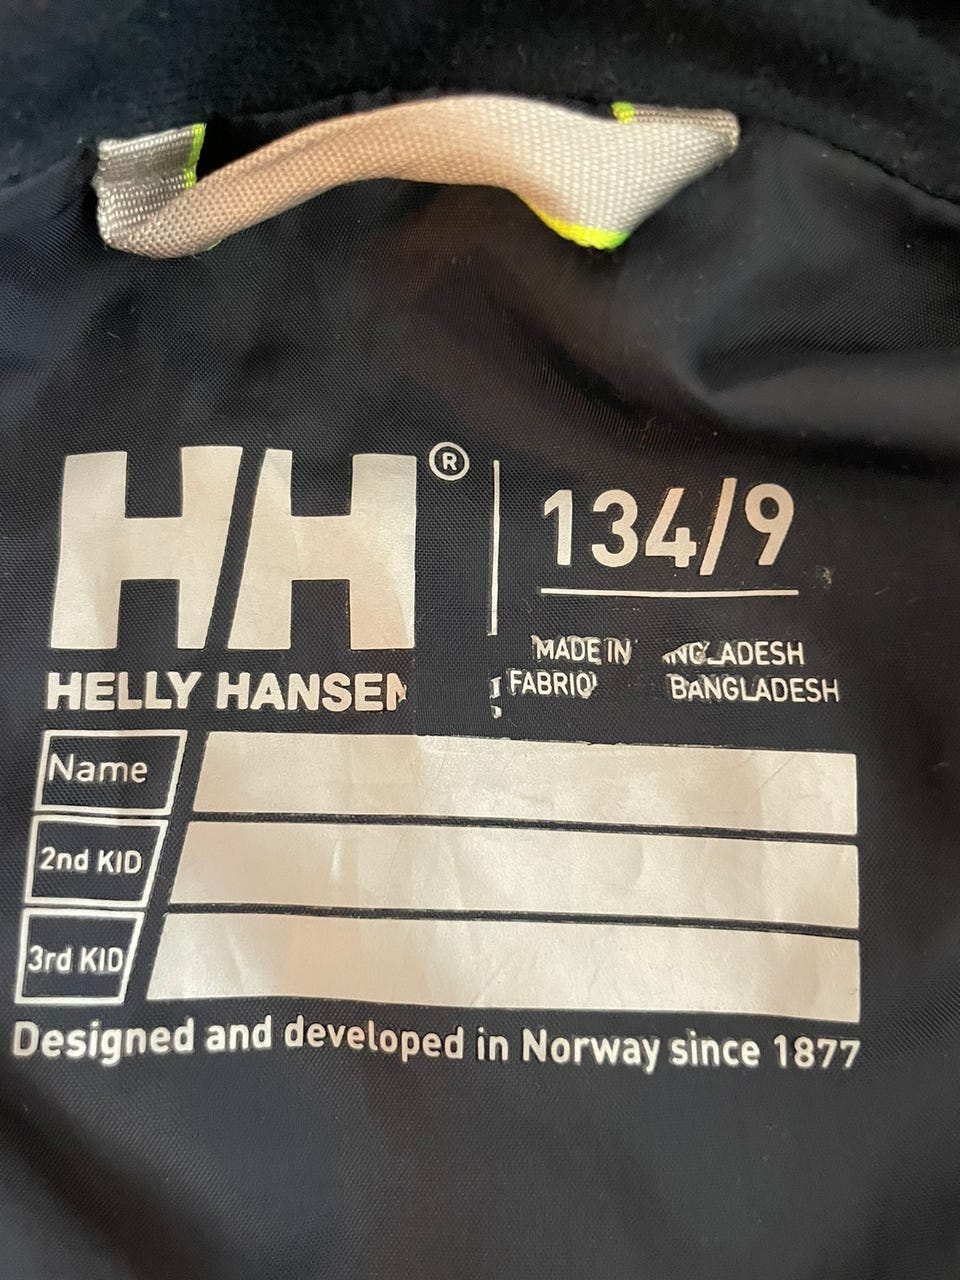 HH®
134/9
MADE IN NGLADESH
FABRIQ BANGLADESH
HELLY HANSEN
Name
2nd KID
3rd KID
Designed and developed in Norway since 1877